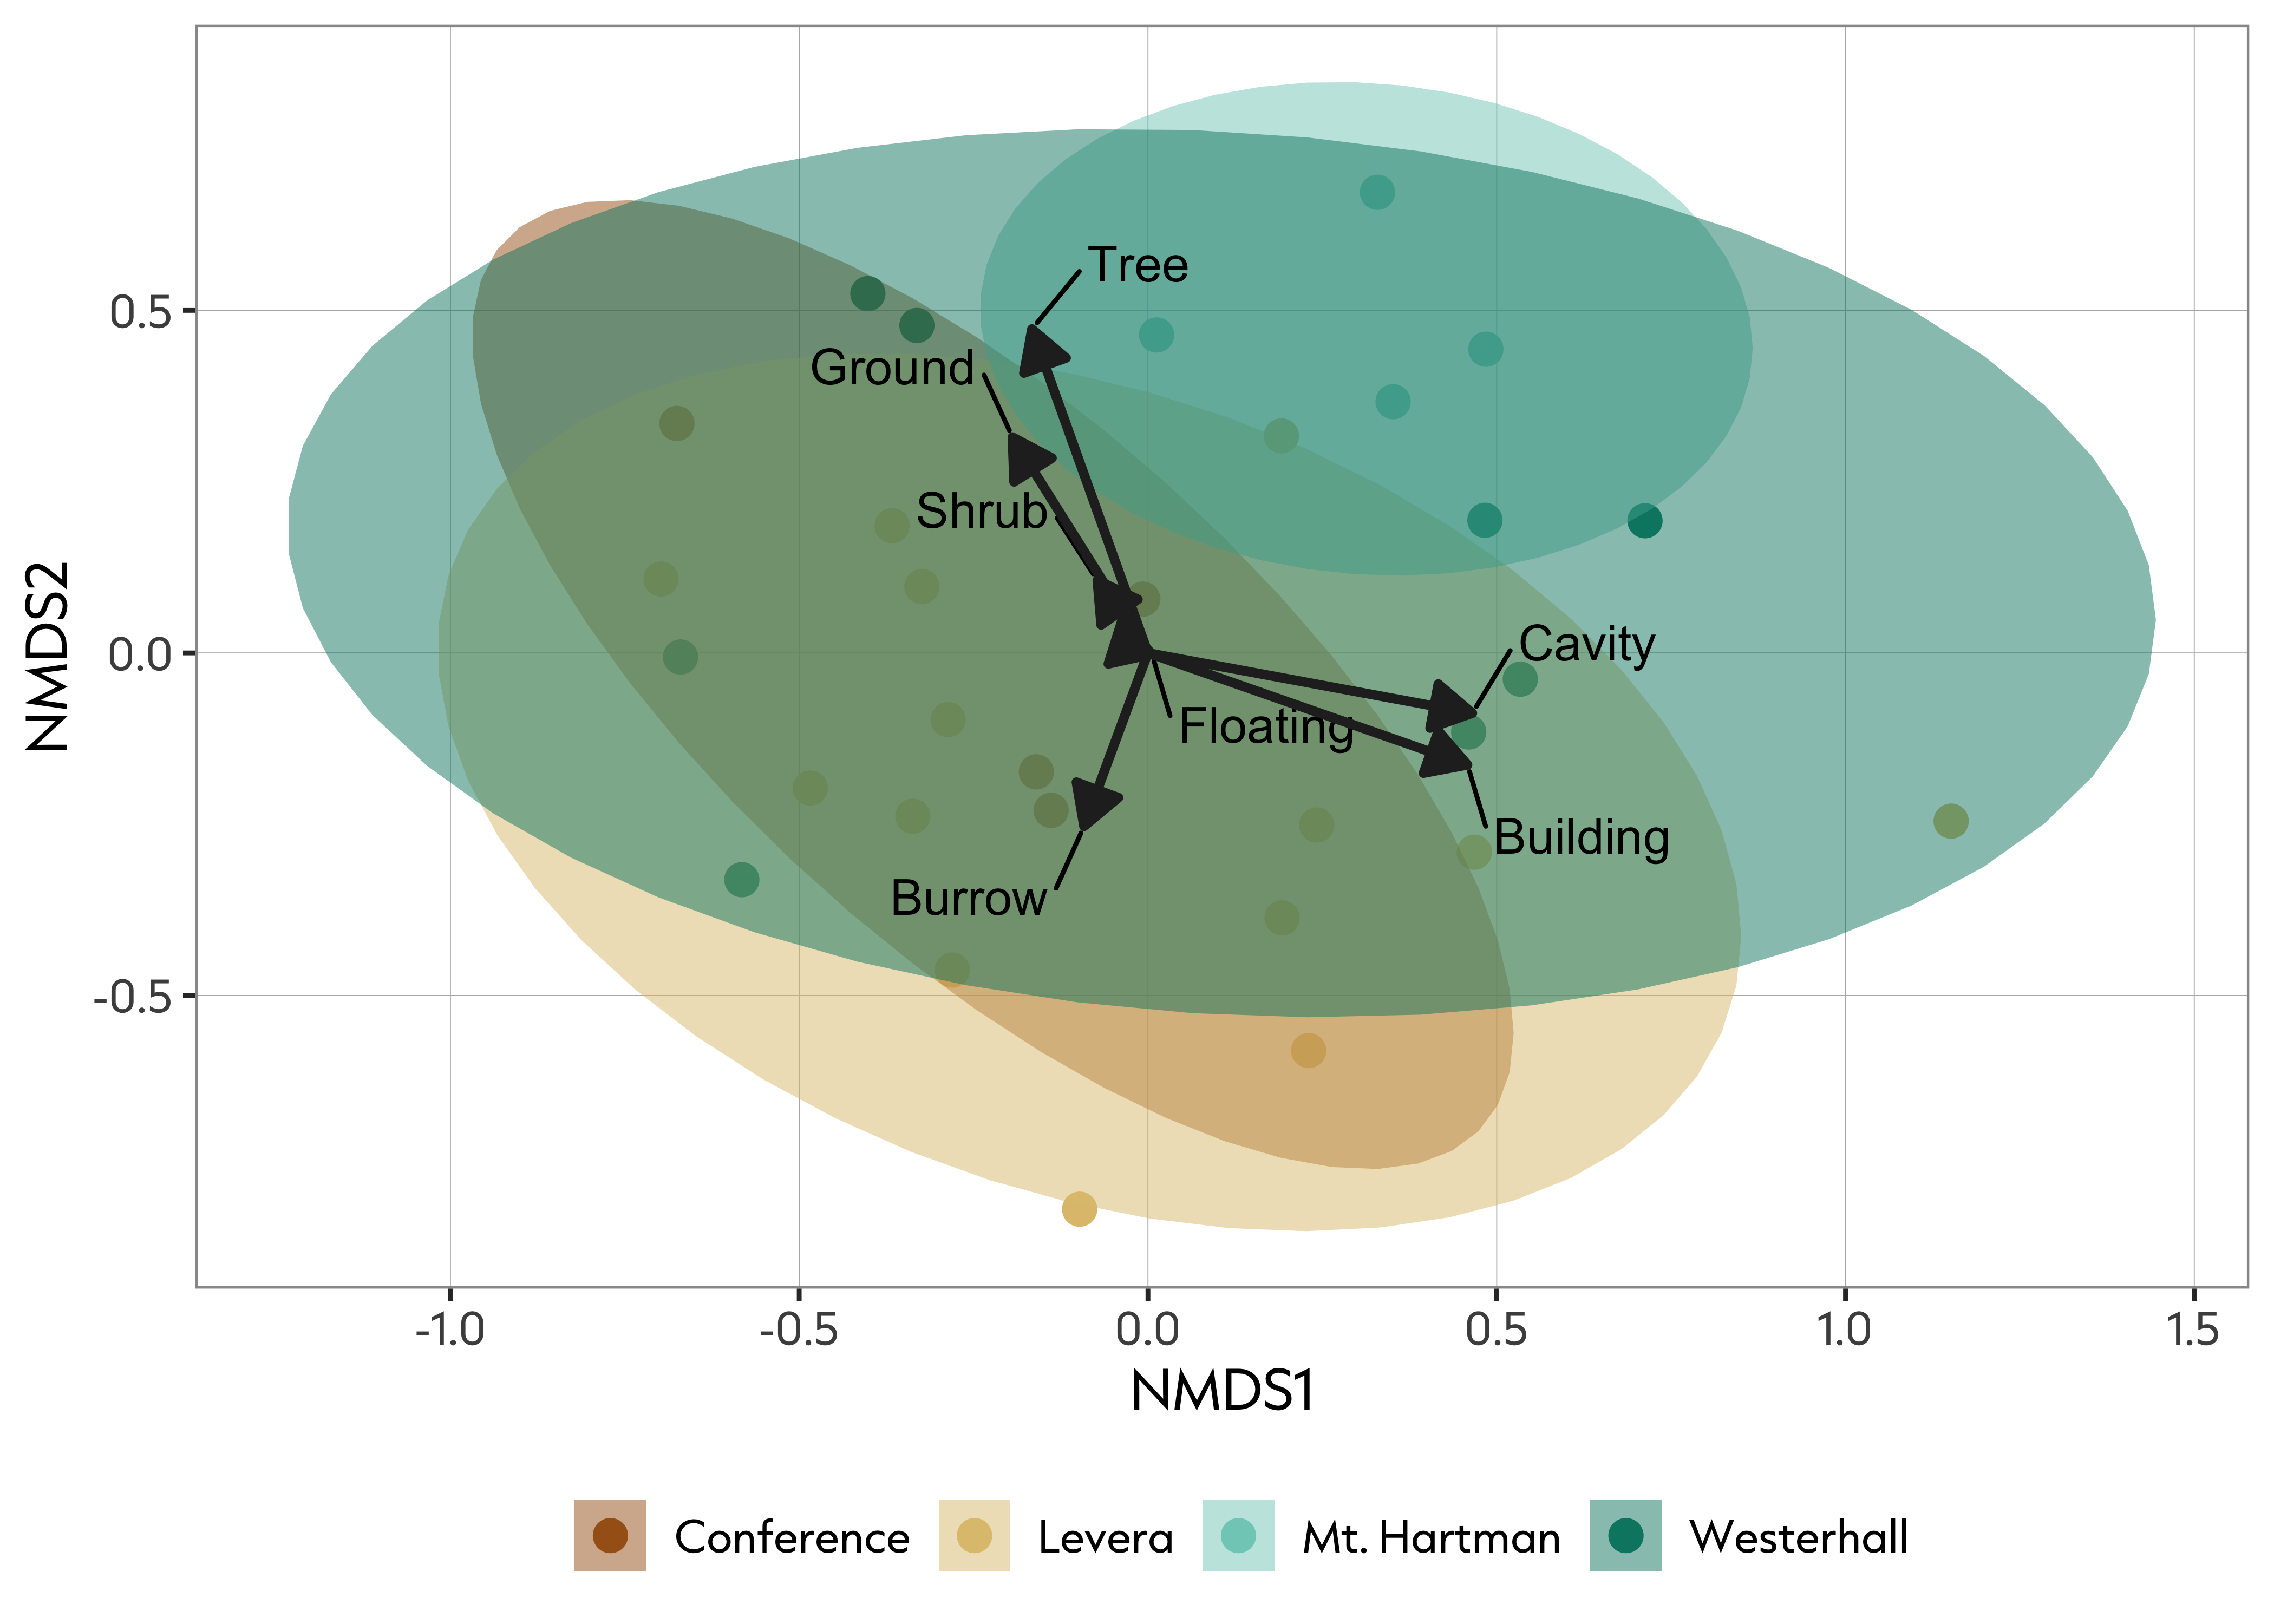 Tree
0.5
Ground
Shrub
Cavity
0.0
Floating
Building
Burrow
-0.5
NMDS2
-1.0 -0.5 0.0 0.5 1.0 1.5
NMDS1
Conference Levera Mt. Hartman Westerhall